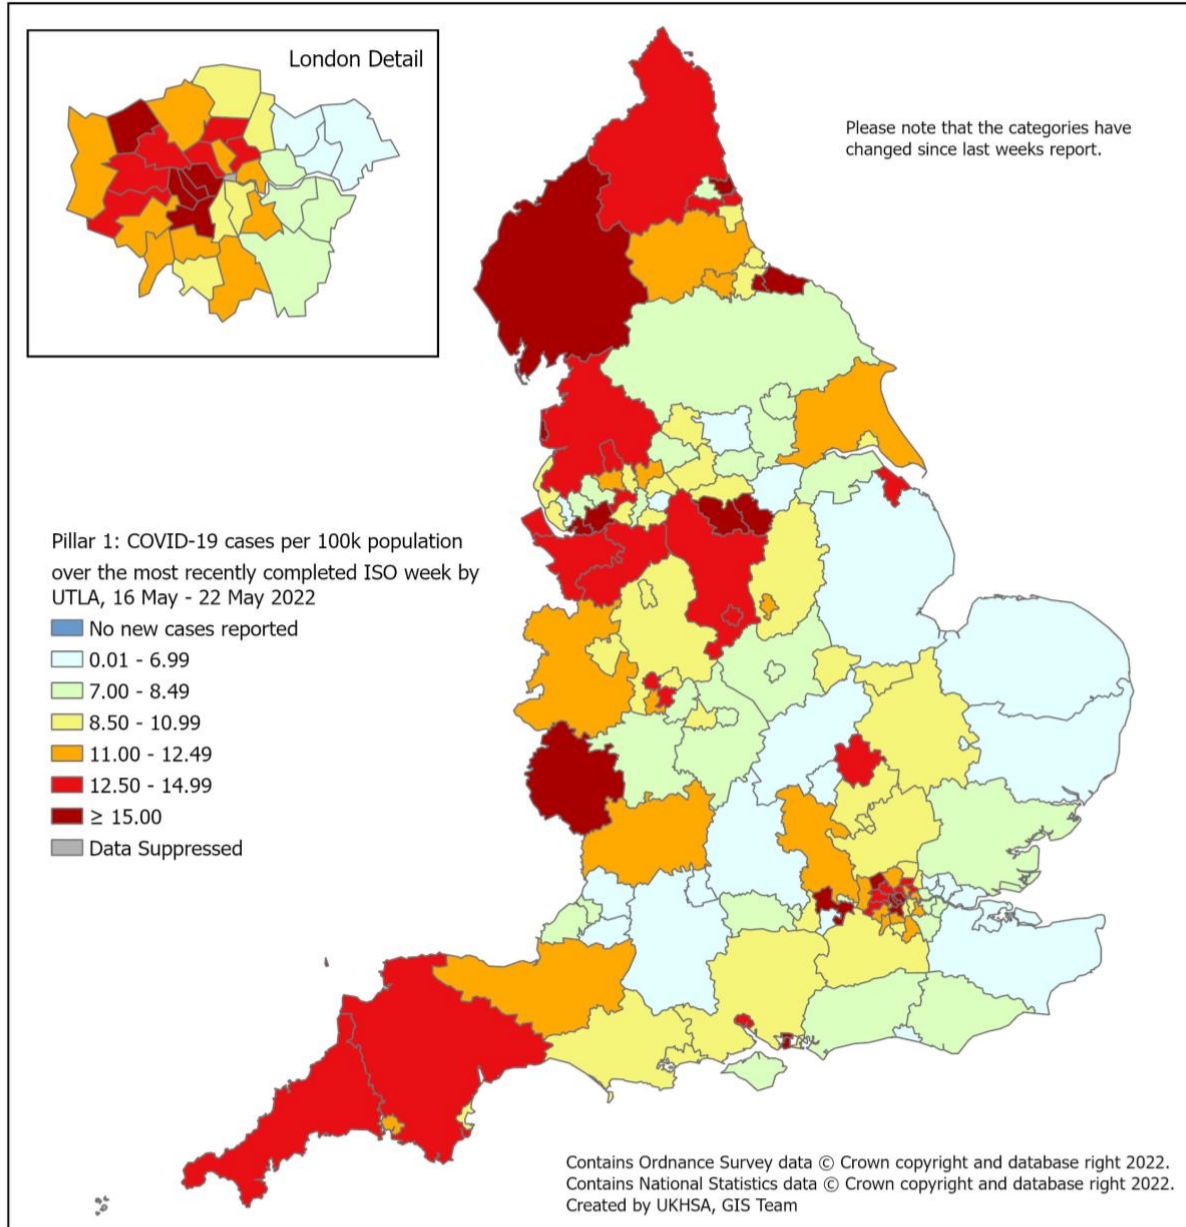 London Detail
Please note that the categories have
changed since last weeks report.
Pillar 1: COVID-19 cases per 100k population
over the most recently completed ISO week by
UTLA, 16 May - 22 May 2022
No new cases reported
0.01 - 6.99
7.00 - 8.49
8.50 - 10.99
11.00 - 12.49
12.50 - 14.99
≥ 15.00
Data Suppressed
Contains Ordnance Survey data © Crown copyright and database right 2022.
Contains National Statistics data © Crown copyright and database right 2022.
Created by UKHSA, GIS Team